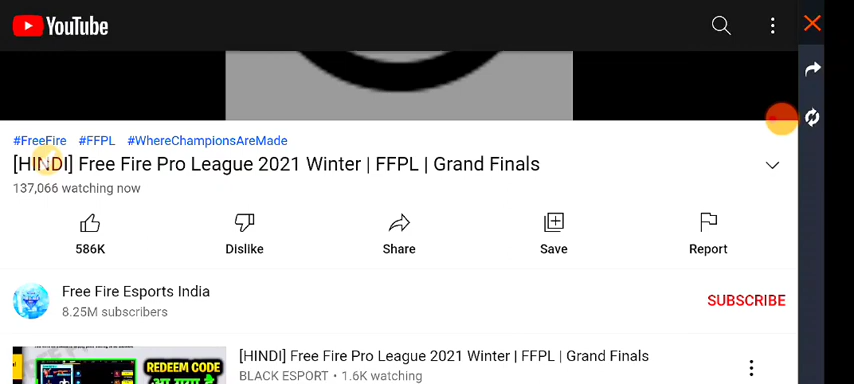 YouTube
#FreeFire #FFPL #WhereChampionsAreMade
[HINDI] Free Fire Pro League 2021 Winter | FFPL | Grand Finals
137,066 watching now
586K Dislike Share Save Report
Free Fire Esports India
8.25M subscribers
SUBSCRIBE
REDEEM CODE
आ गया है
[HINDI] Free Fire Pro League 2021 Winter | FFPL | Grand Finals
BLACK ESPORT • 1.6K watching